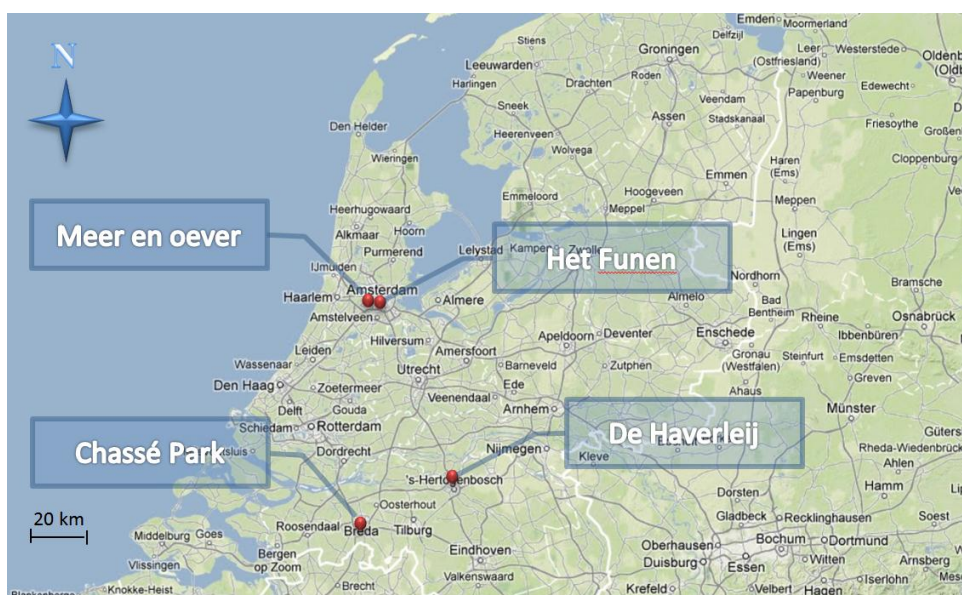 N
Meer en oever
Het Funen
Chassé Park
De Haverleij
20 km
Emden
Moormerland
Delfzijl
Stiens
Groningen
Leer
(Ostfriesland)
Westerstede
Leeuwarden
Harlingen
Drachten
Roden
Weener
Papenburg
Edewecht
Veendam
Sneek
Assen
Stadskanaal
Friesoythe
Den Helder
Heerenveen
Wieringen
Wolvega
Haren
(Ems)
Cloppenburg
Emmen
Emmeloord
Hoogeveen
Meppel
Meppen
Heerhugowaard
Alkmaar
Hoorn
Purmerend
Lelystad
Kampen
Zwolle
Lingen
(Ems)
IJmuiden
Nordhorn
Bramsche
Haarlem
Amsterdam
Almere
Almelo
Bad
Bentheim
Rheine
Osnabrück
Amstelveen
Hilversum
Apeldoorn
Deventer
Enschede
Ibbenbüren
Leiden
Amersfoort
Barneveld
Zutphen
Gronau
(Westfalen)
Steinfurt
Emsdetten
Wassenaar
Den Haag
Zoetermeer
Utrecht
Ede
Greven
Ahaus
Veenendaal
Delft
Gouda
Arnhem
Münster
Schiedam
Rotterdam
Nijmegen
Kleve
Rheda-Wiedenbrück
Dordrecht
Ahlen
's-Hertogenbosch
Hamm
Dorsten
Oosterhout
Roosendaal
Breda
Tilburg
Gladbeck
Recklinghausen
Soest
Middelburg
Goes
Vlissingen
Bergen
op Zoom
Eindhoven
Oberhausen
Duisburg
Bochum
Dortmund
Essen
Witten
Arnsberg
Valkenswaard
Knokke-Heist
Brecht
Krefeld
Velbert
Hagen
Iserlohn